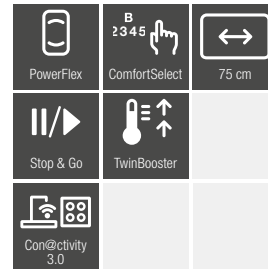 B
2345
PowerFlex
ComfortSelect
75 cm
Stop & Go
TwinBooster
Con@ctivity
3.0